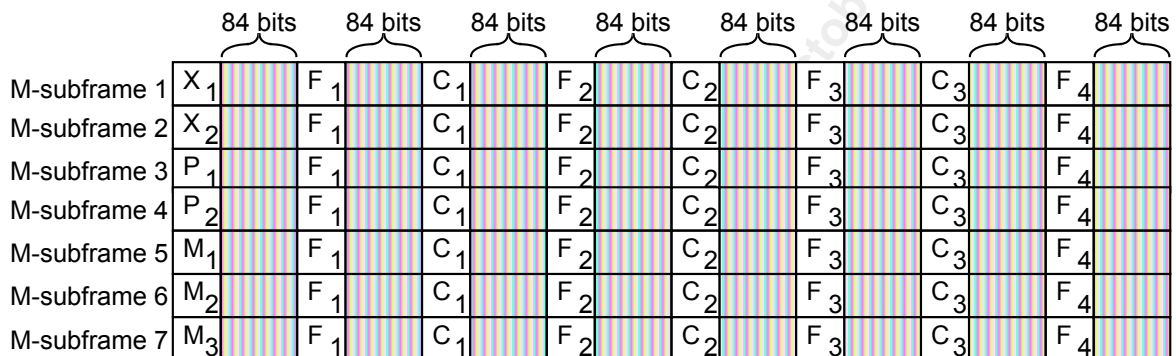 84 bits 84 bits 84 bits 84 bits 84 bits 84 bits 84 bits 84 bits
M-subframe 1 X1 F1 C1 F2 C2 F3 C3 F4
M-subframe 2 X2 F1 C1 F2 C2 F3 C3 F4
M-subframe 3 P1 F1 C1 F2 C2 F3 C3 F4
M-subframe 4 P2 F1 C1 F2 C2 F3 C3 F4
M-subframe 5 M1 F1 C1 F2 C2 F3 C3 F4
M-subframe 6 M2 F1 C1 F2 C2 F3 C3 F4
M-subframe 7 M3 F1 C1 F2 C2 F3 C3 F4